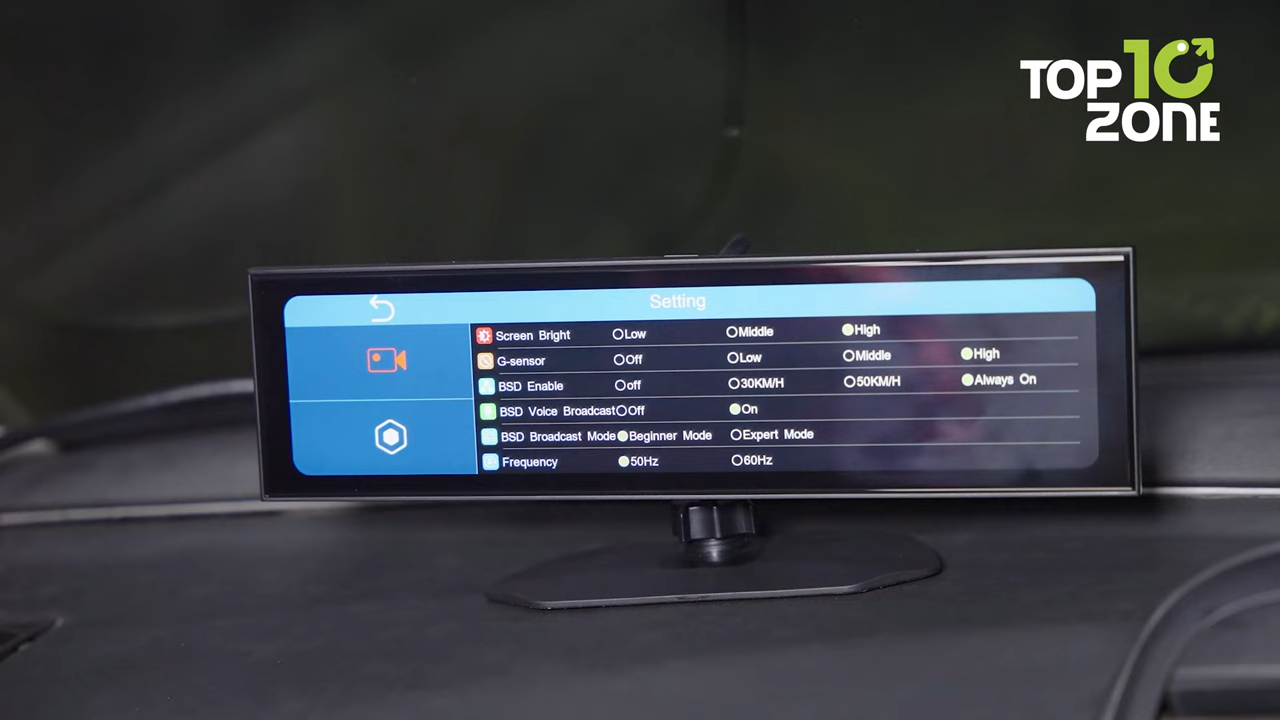 TOP 10
ZONE
Setting
Screen Bright Low Middle High
G-sensor Off Low Middle High
BSD Enable off 30KM/H 50KM/H Always On
BSD Voice Broadcast Off On
BSD Broadcast Mode Beginner Mode Expert Mode
Frequency 50Hz 60Hz